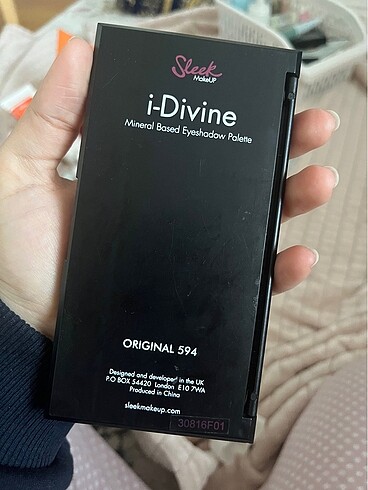 Sleek
MakeUP
i-Divine
Mineral Based Eyeshadow Palette
ORIGINAL 594
Designed and developed in the UK
P.O BOX 54420 London E10 7WA
Produced in China
sleekmakeup.com
30816F01